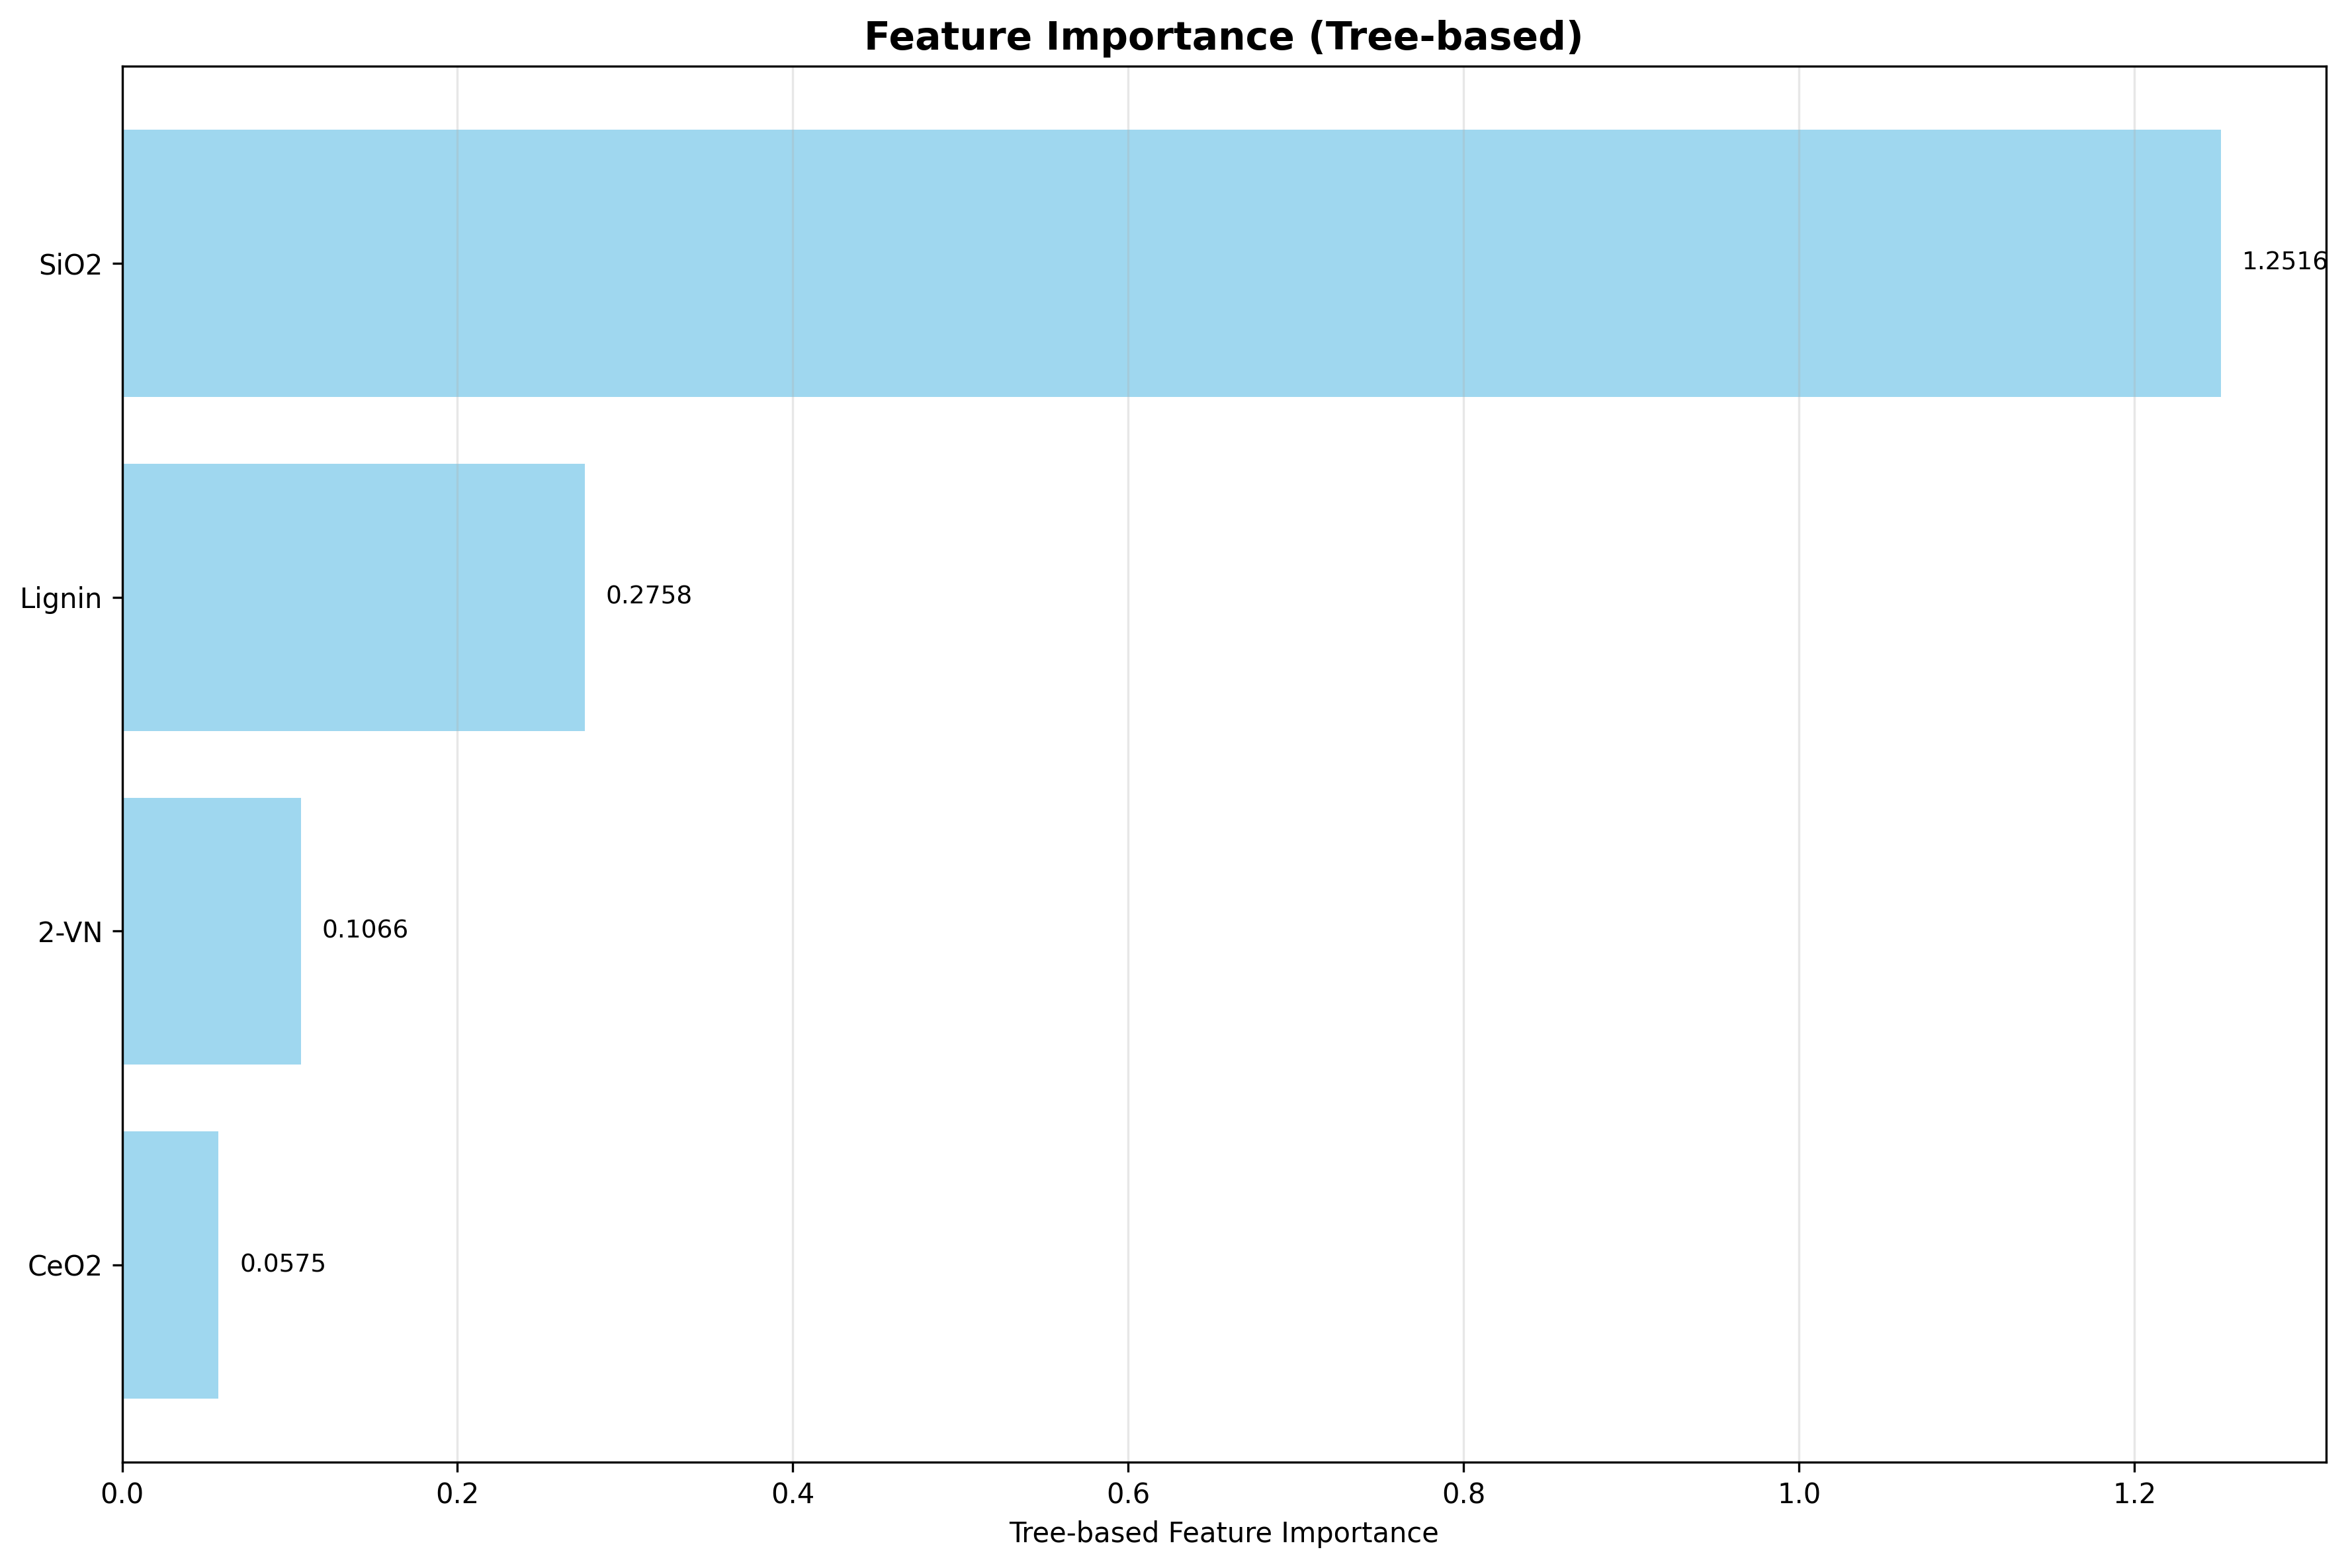 Feature Importance (Tree-based)
SiO2
1.2516
Lignin
0.2758
2-VN
0.1066
CeO2
0.0575
0.0 0.2 0.4 0.6 0.8 1.0 1.2
Tree-based Feature Importance